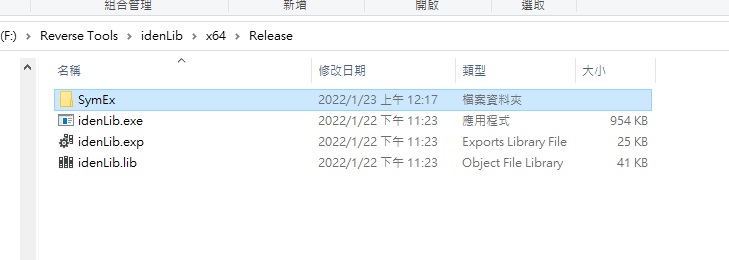 組合管理 新增 開啟 選取
(F:) Reverse Tools idenLib x64 Release
名稱 修改日期 類型 大小
SymEx 2022/1/23 上午 12:17 檔案資料夾
idenLib.exe 2022/1/22 下午 11:23 應用程式 954 KB
idenLib.exp 2022/1/22 下午 11:23 Exports Library File 25 KB
idenLib.lib 2022/1/22 下午 11:23 Object File Library 41 KB